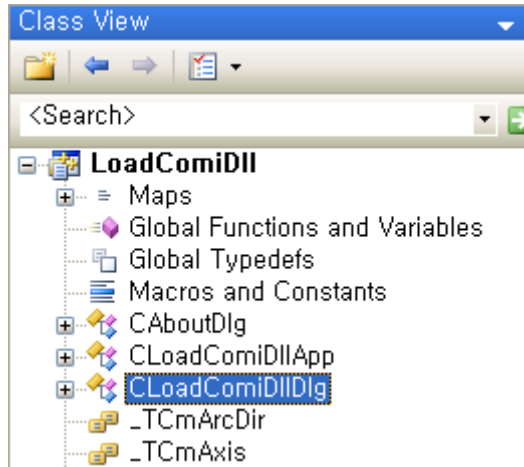 Class View
<Search>
LoadComiDll
Maps
Global Functions and Variables
Global Typedefs
Macros and Constants
CAboutDlg
CLoadComiDllApp
CLoadComiDllDlg
_TCmArcDir
_TCmAxis